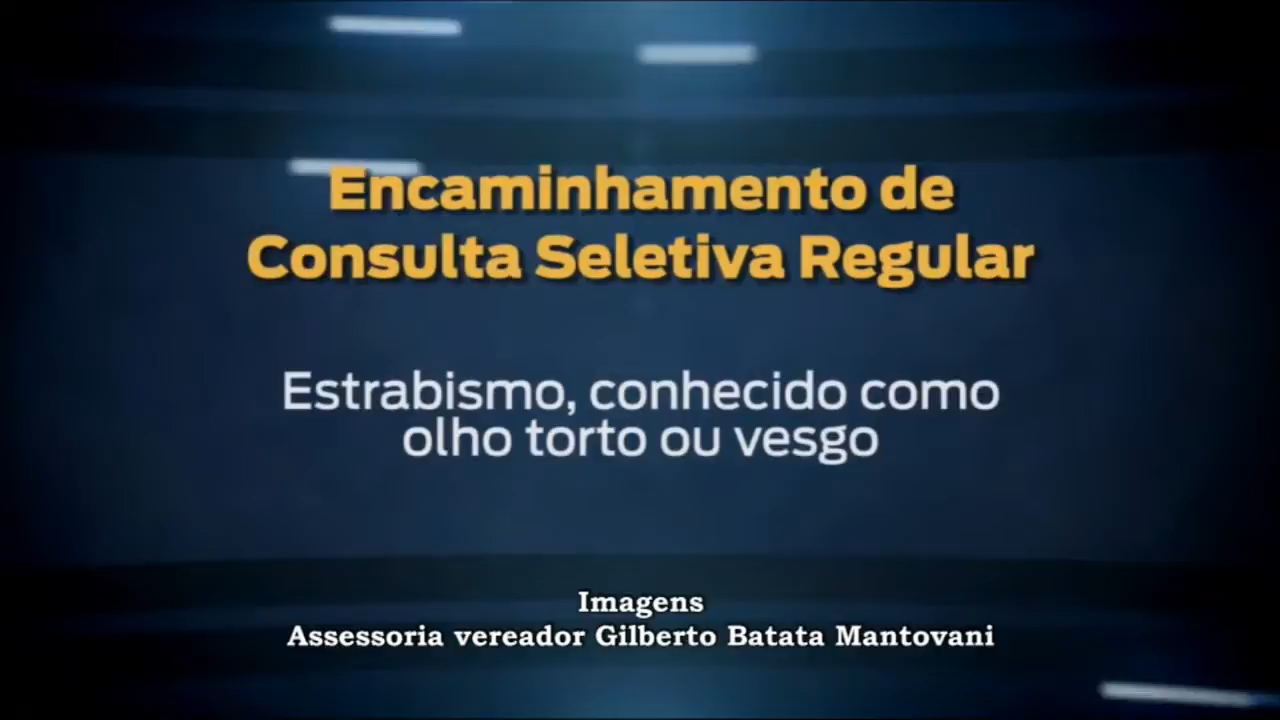 Encaminhamento de
Consulta Seletiva Regular
Estrabismo, conhecido como
olho torto ou vesgo
Imagens
Assessoria vereador Gilberto Batata Mantovani